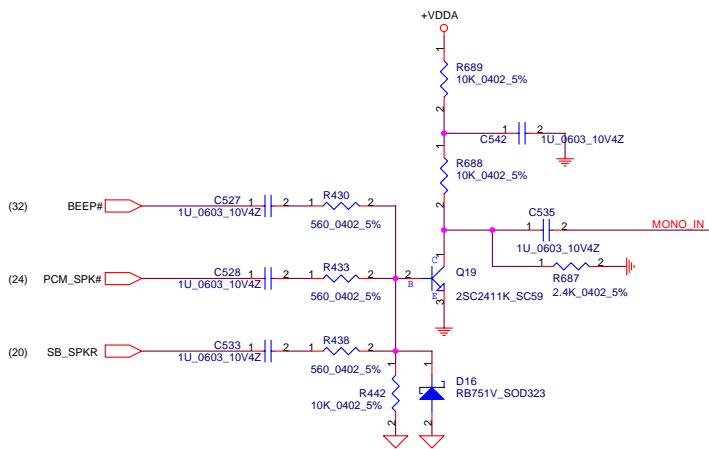 +VDDA
1
R689
10K_0402_5%
2
1 2
C542 1U_0603_10V4Z
1
R688
10K_0402_5%
2
(32) BEEP# C527 1 2 1 R430 2
1U_0603_10V4Z 560_0402_5%
C535
1 2 MONO_IN
1U_0603_10V4Z
(24) PCM_SPK# C528 1 2 1 R433 2
1U_0603_10V4Z 560_0402_5%
2 B C 1 E 3
Q19
2SC2411K_SC59
1 2
R687
2.4K_0402_5%
(20) SB_SPKR C533 1 2 1 R438 2
1U_0603_10V4Z 560_0402_5%
1
R442
10K_0402_5%
2
1
D16
RB751V_SOD323
2